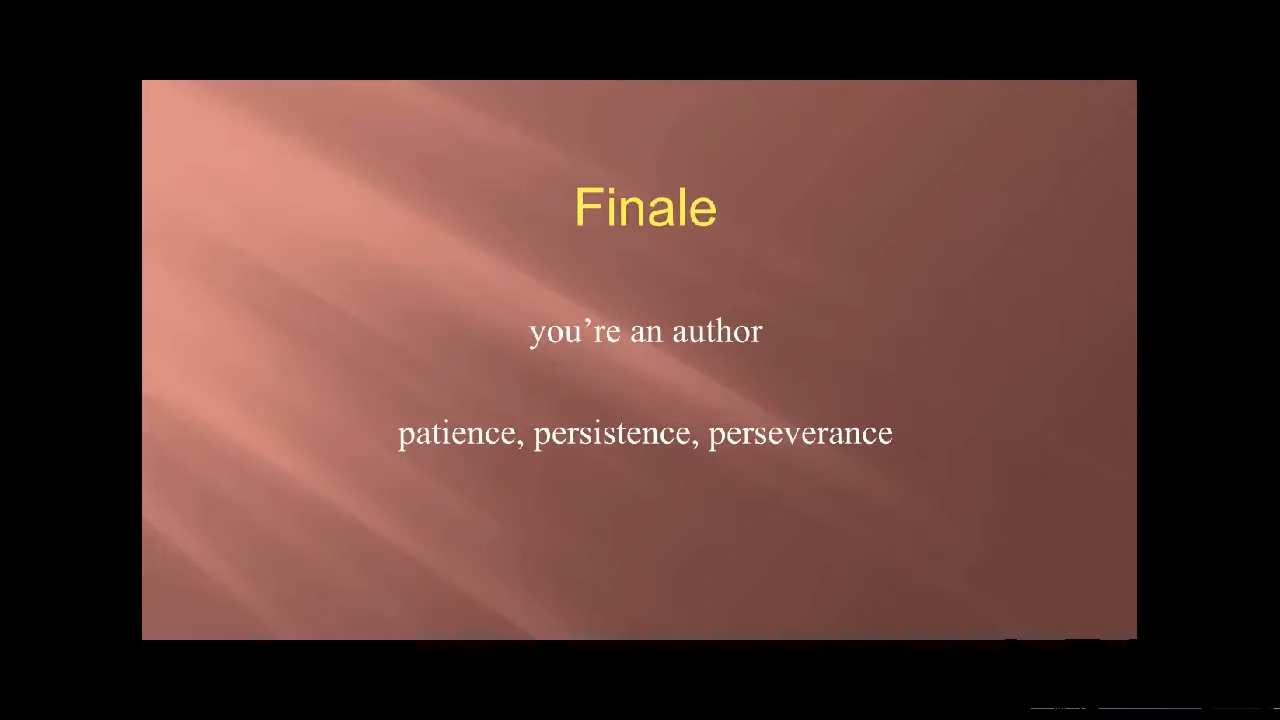 Finale
you’re an author
patience, persistence, perseverance